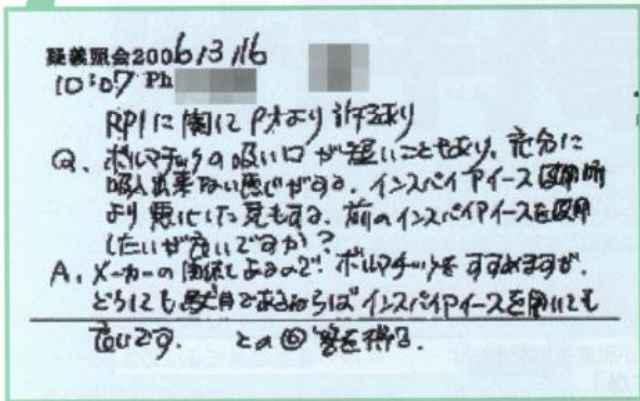 疑義照会2006/3/16
10:07 Ph
RP1に関して P才より 訴えあり
Q. ボルマチックの吸い口が短いこともあり、充分に
吸入出来ない感じがする。インスパイアイース使用時
より悪化した気もする。前のインスパイアイースを使用
したいが良いですか?
A. メーカーの関係もあるので、ボルマチックをすすめますが、
どうしても駄目であるならば インスパイアイースを用いても
良いです。 との 答を得る。